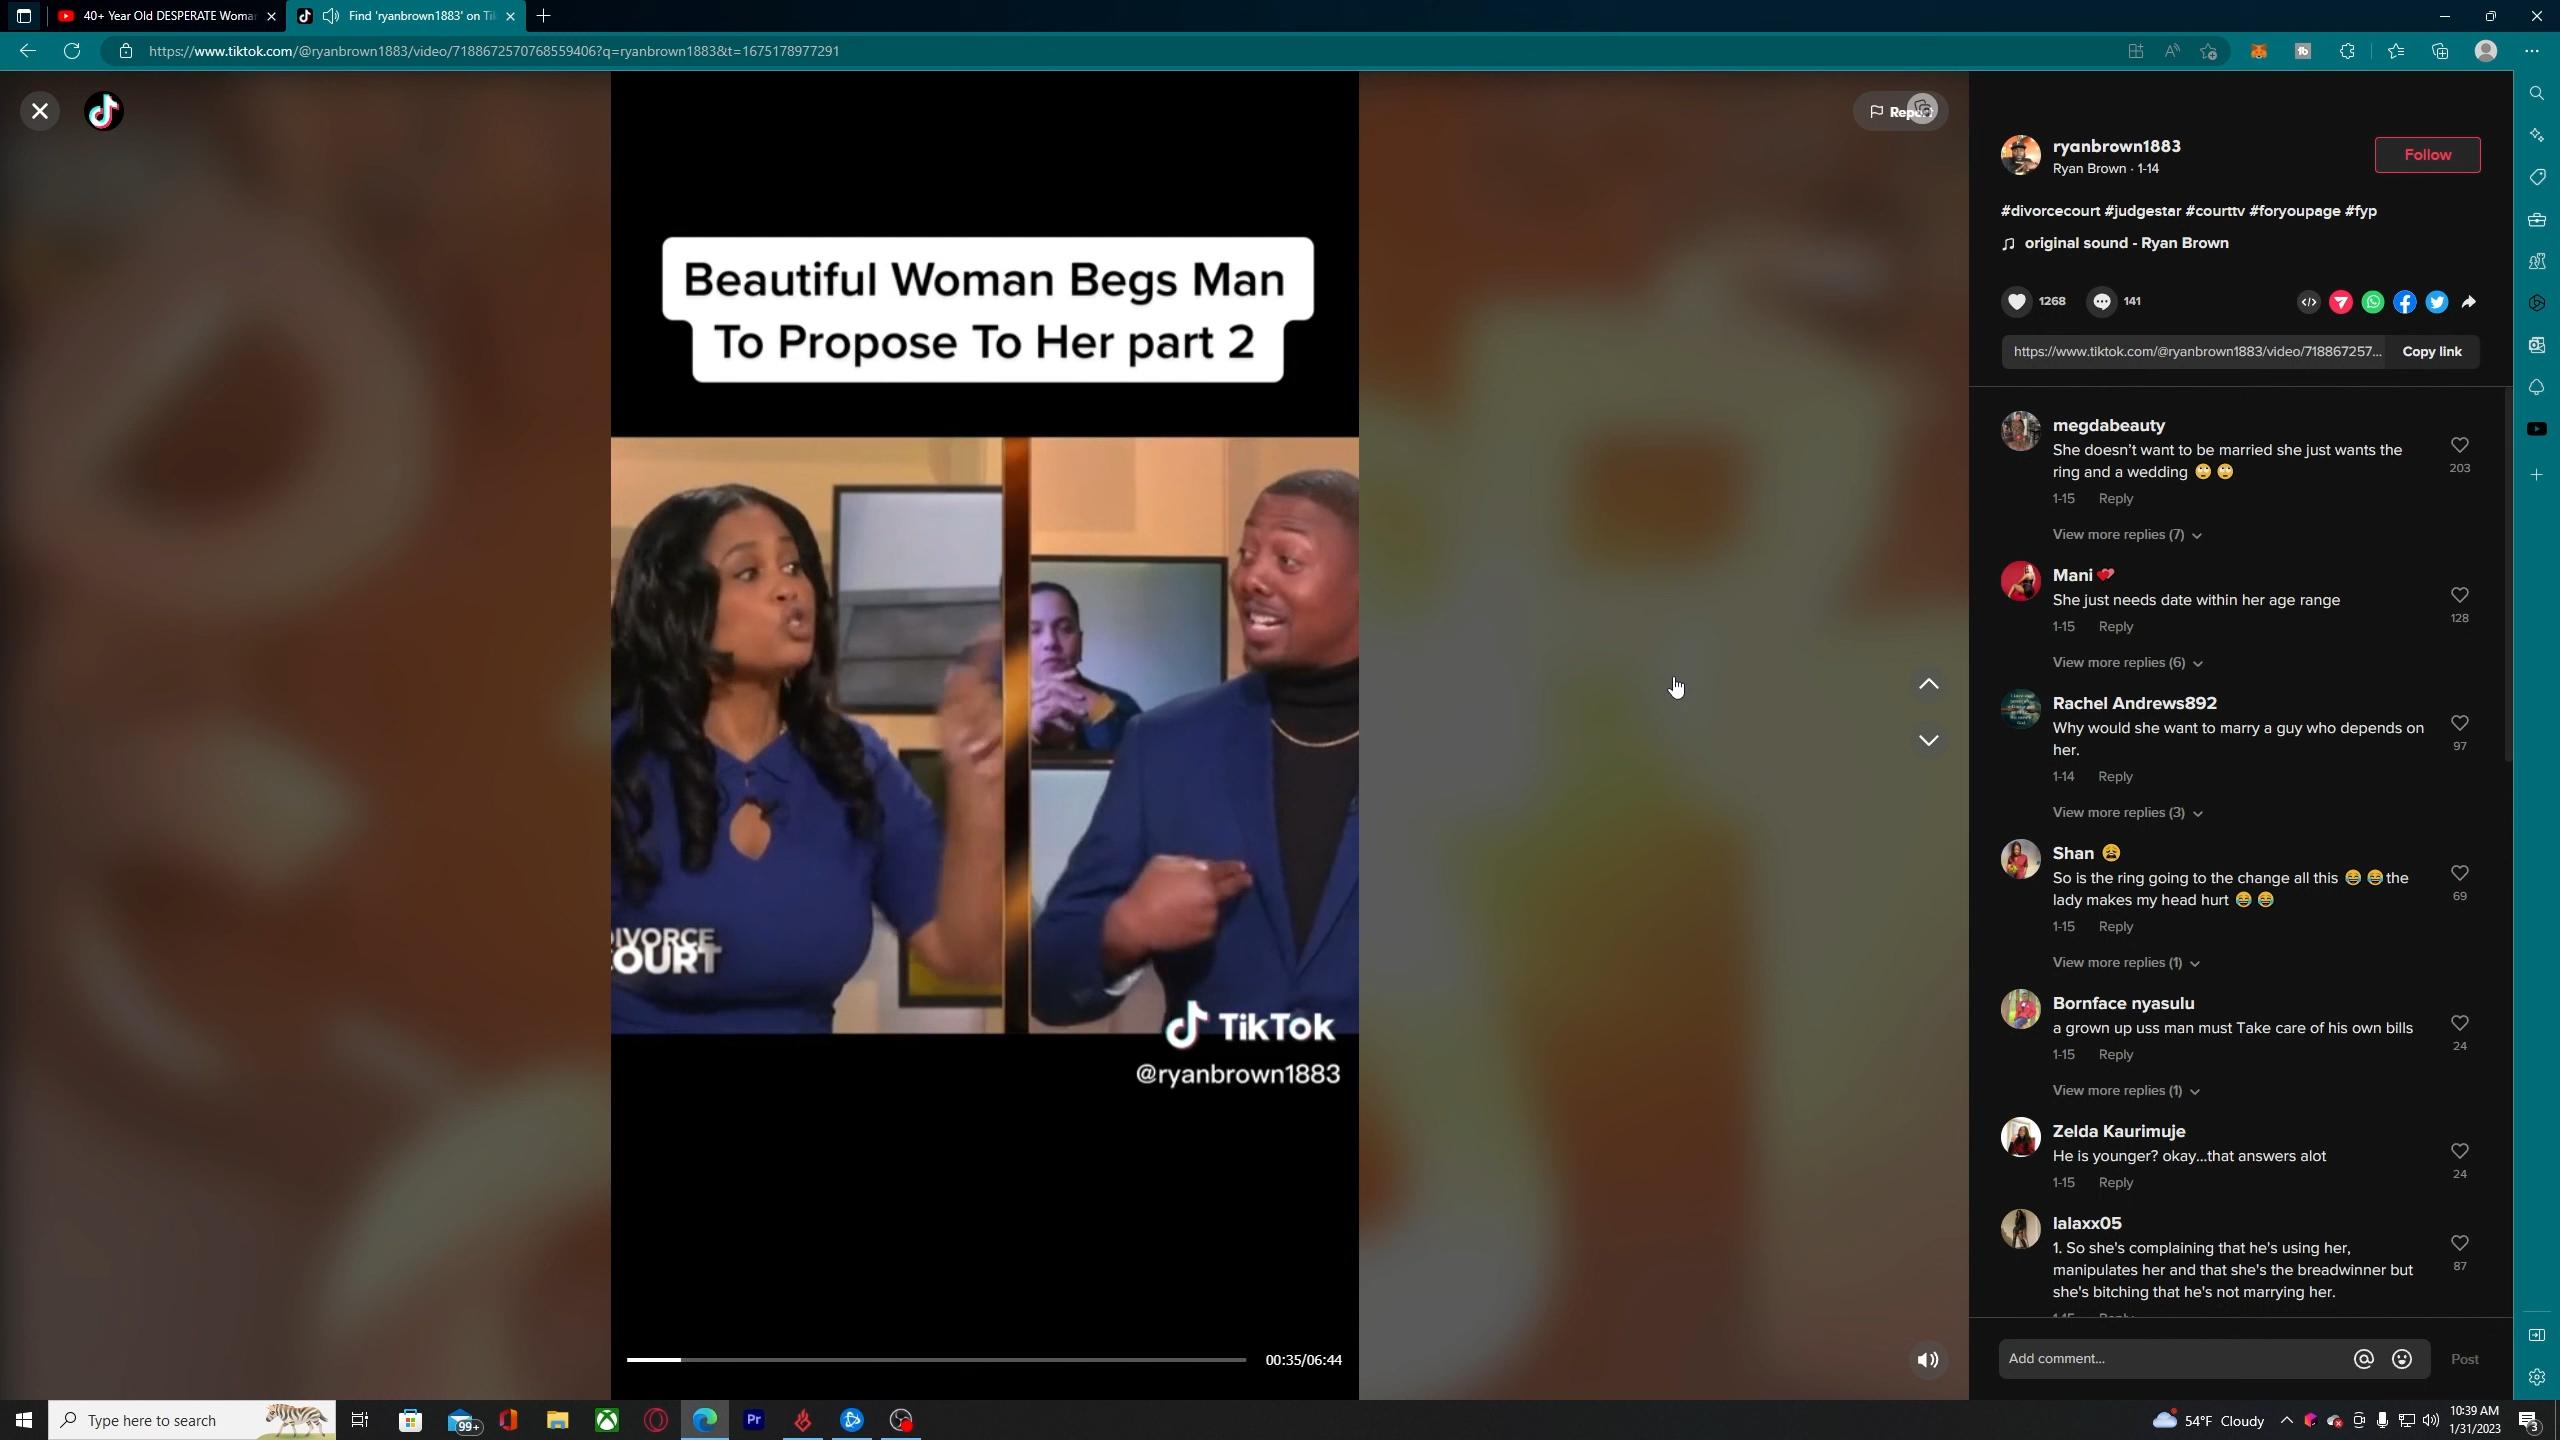 40+ Year Old DESPERATE Woman
Find 'ryanbrown1883' on Tik
https://www.tiktok.com/@ryanbrown1883/video/7188672570768559406?q=ryanbrown1883&t=1675178977291
Report
Beautiful Woman Begs Man
To Propose To Her part 2
IVORCE
OURT
TikTok
@ryanbrown1883
00:35/06:44
ryanbrown1883
Ryan Brown · 1-14
Follow
#divorcecourt #judgestar #courttv #foryoupage #fyp
original sound - Ryan Brown
1268
141
https://www.tiktok.com/@ryanbrown1883/video/718867257...
Copy link
megdabeauty
She doesn't want to be married she just wants the
ring and a wedding 🙄 🙄
203
1-15 Reply
View more replies (7)
Mani 💕
She just needs date within her age range
128
1-15 Reply
View more replies (6)
Rachel Andrews892
Why would she want to marry a guy who depends on
her.
97
1-14 Reply
View more replies (3)
Shan 😩
So is the ring going to the change all this 😂 😂the
lady makes my head hurt 😂 😂
69
1-15 Reply
View more replies (1)
Bornface nyasulu
a grown up uss man must Take care of his own bills
24
1-15 Reply
View more replies (1)
Zelda Kaurimuje
He is younger? okay...that answers alot
24
1-15 Reply
lalaxx05
1. So she's complaining that he's using her,
manipulates her and that she's the breadwinner but
she's bitching that he's not marrying her.
87
1-15 Reply
Add comment...
Post
Type here to search
99+
Pr
54°F Cloudy
10:39 AM
1/31/2023
3